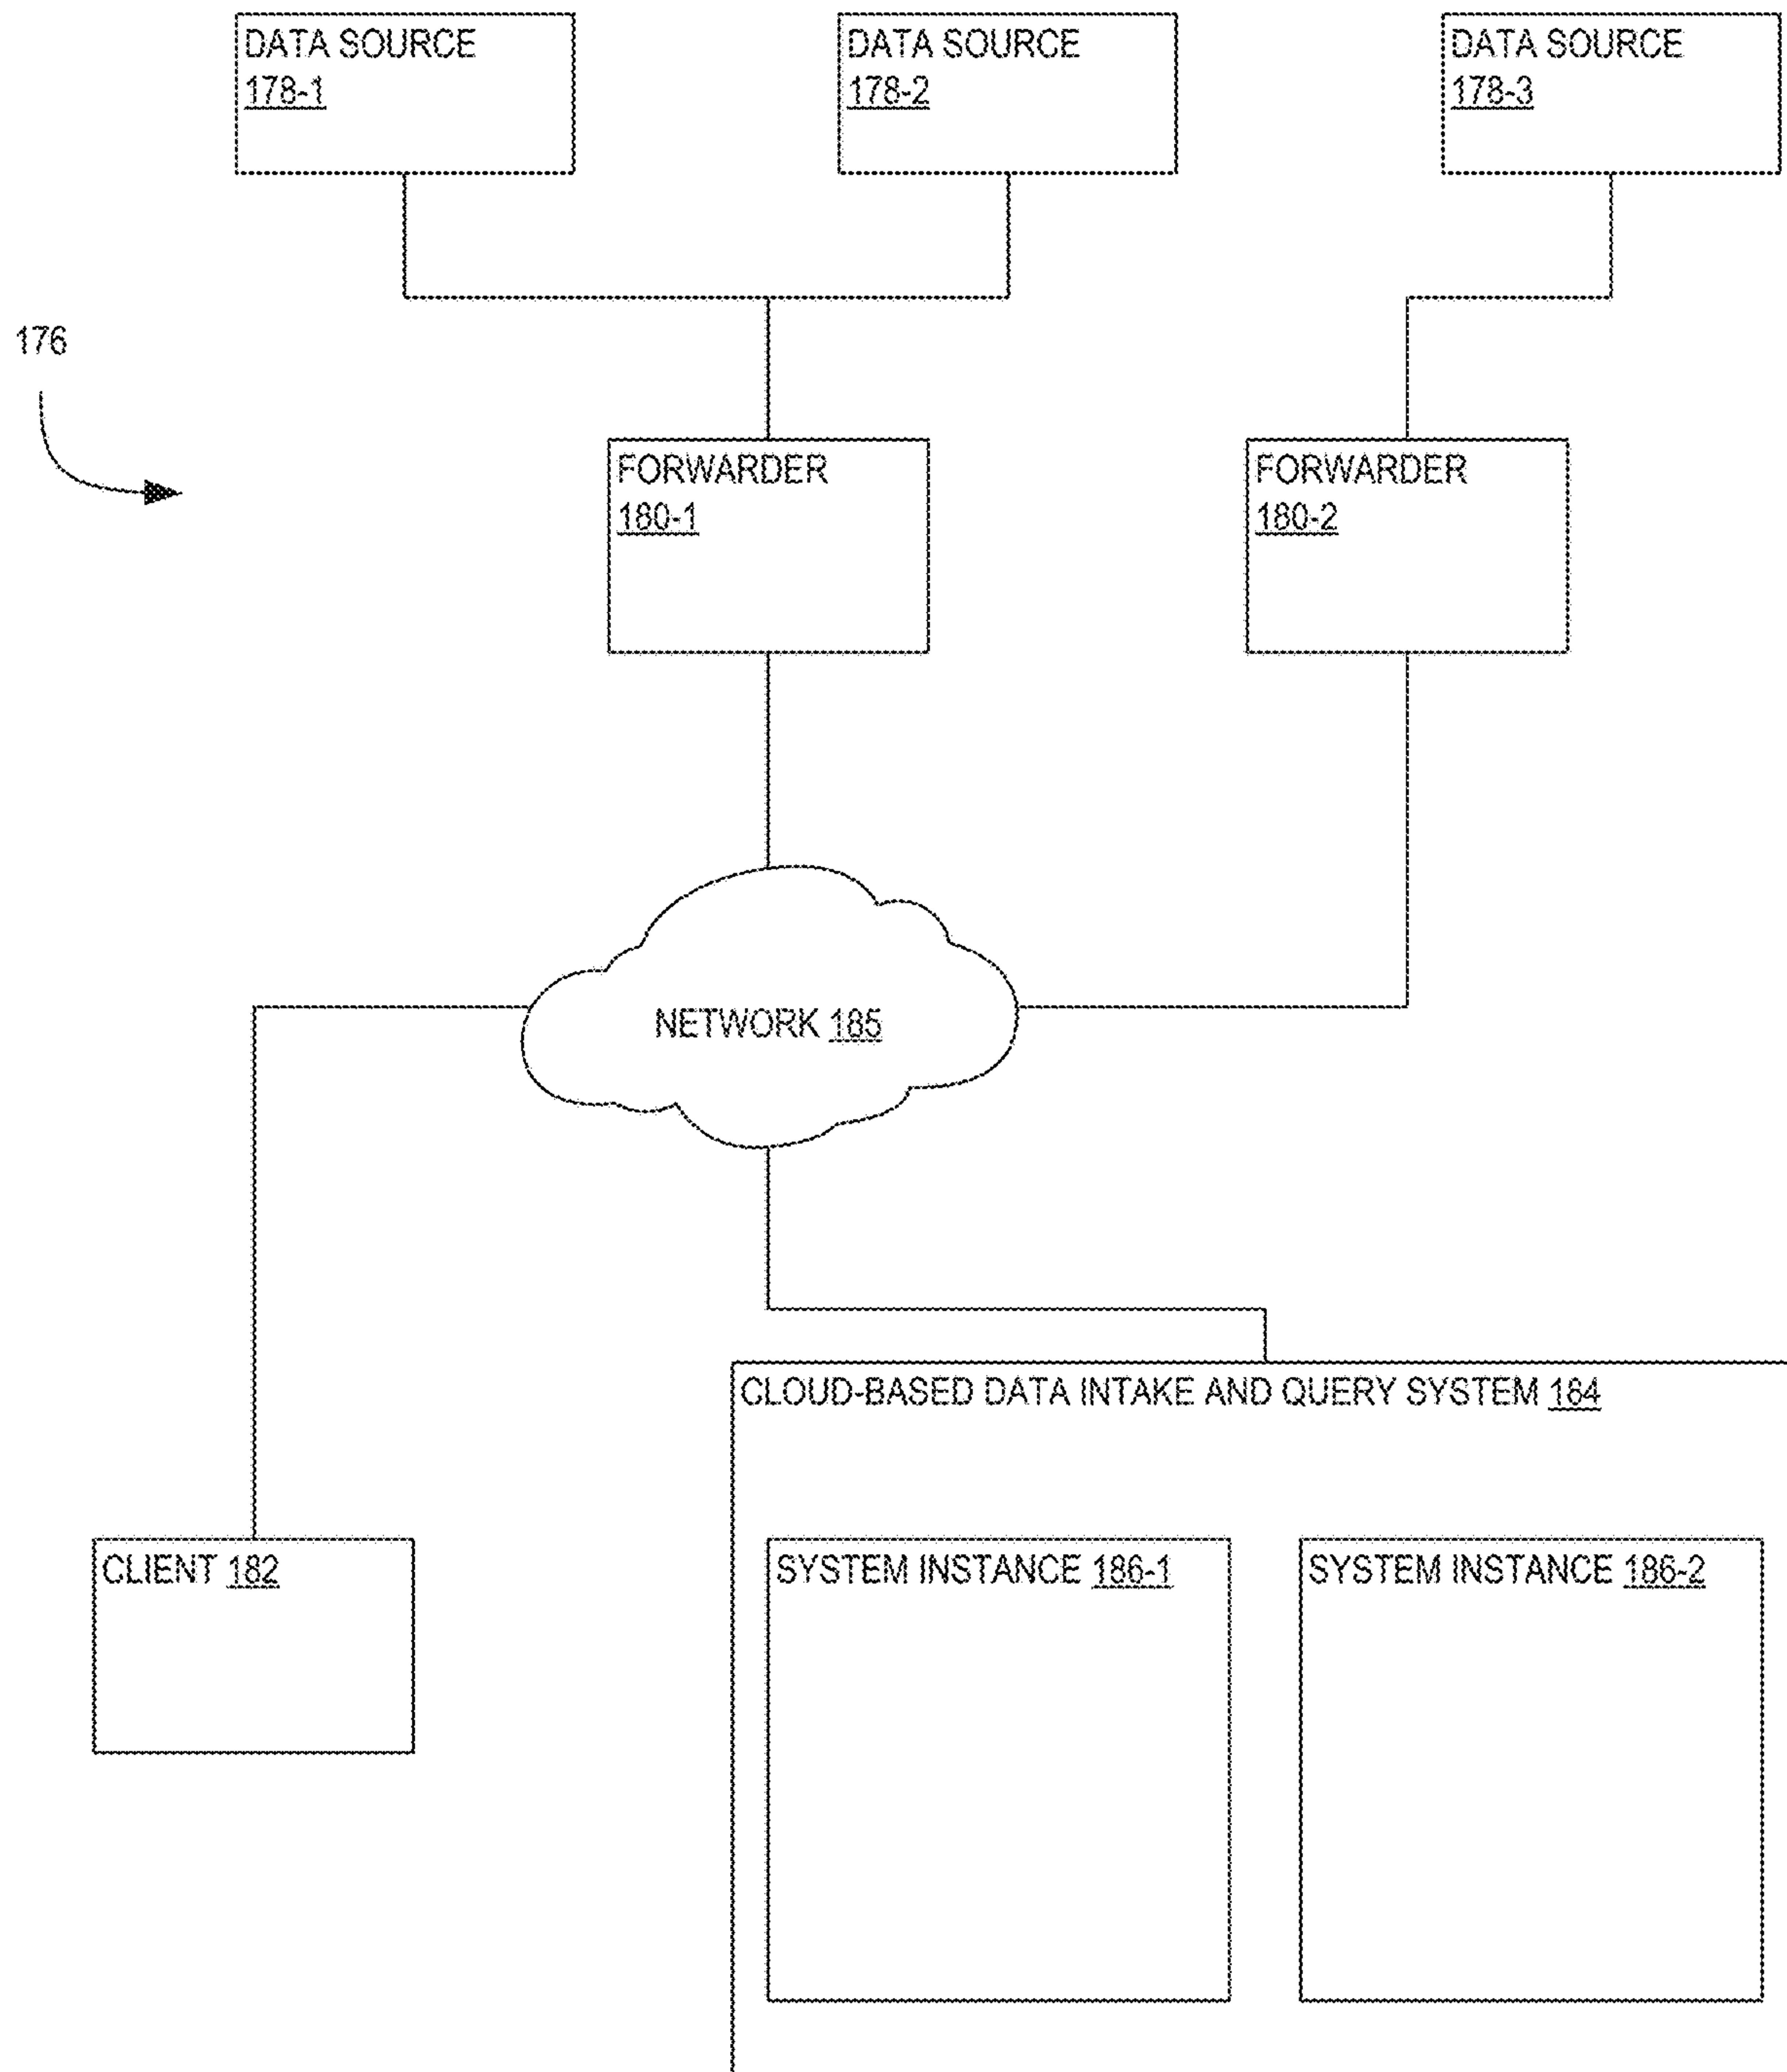 DATA SOURCE
178-1
DATA SOURCE
178-2
DATA SOURCE
178-3
176
FORWARDER
180-1
FORWARDER
180-2
NETWORK 185
CLOUD-BASED DATA INTAKE AND QUERY SYSTEM 184
CLIENT 182
SYSTEM INSTANCE 186-1
SYSTEM INSTANCE 186-2